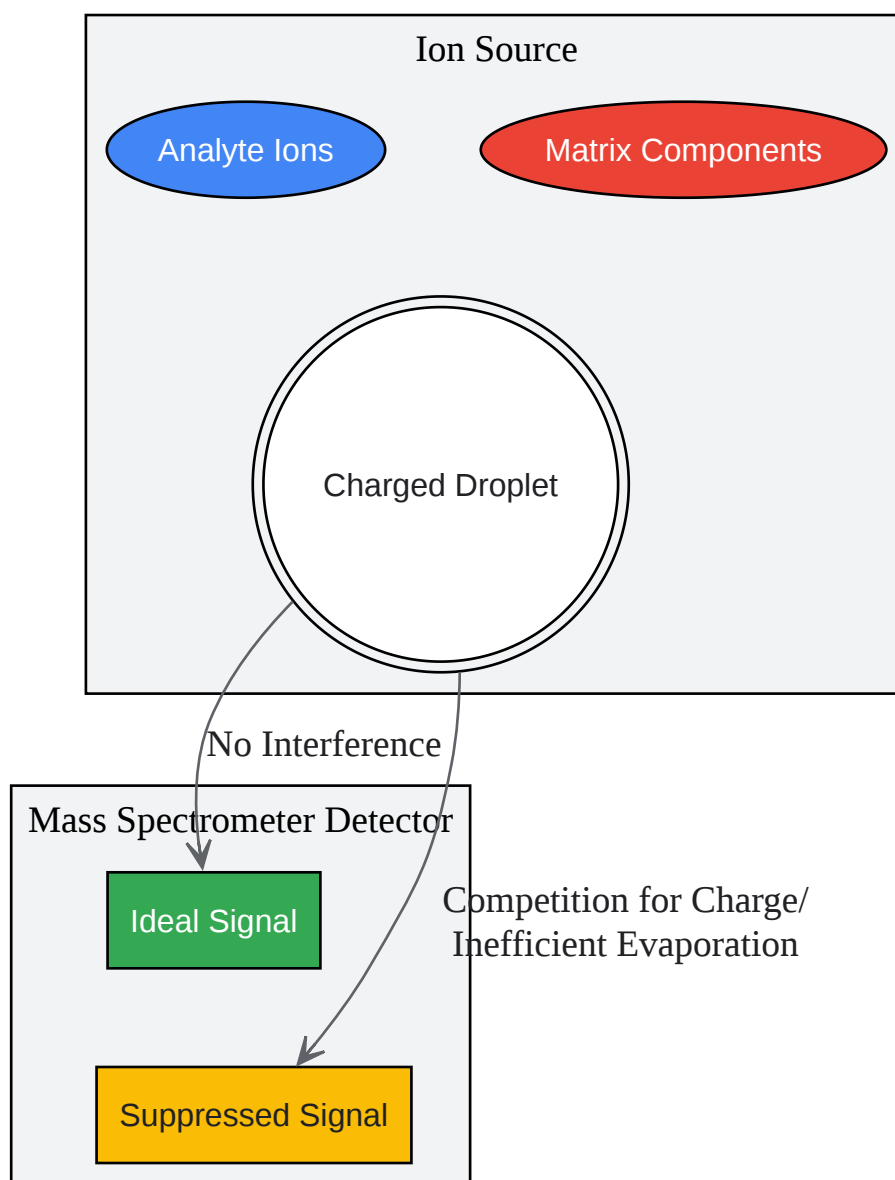 Ion Source
Analyte Ions
Matrix Components
Charged Droplet
No Interference
Mass Spectrometer Detector
Ideal Signal
Competition for Charge/
Inefficient Evaporation
Suppressed Signal